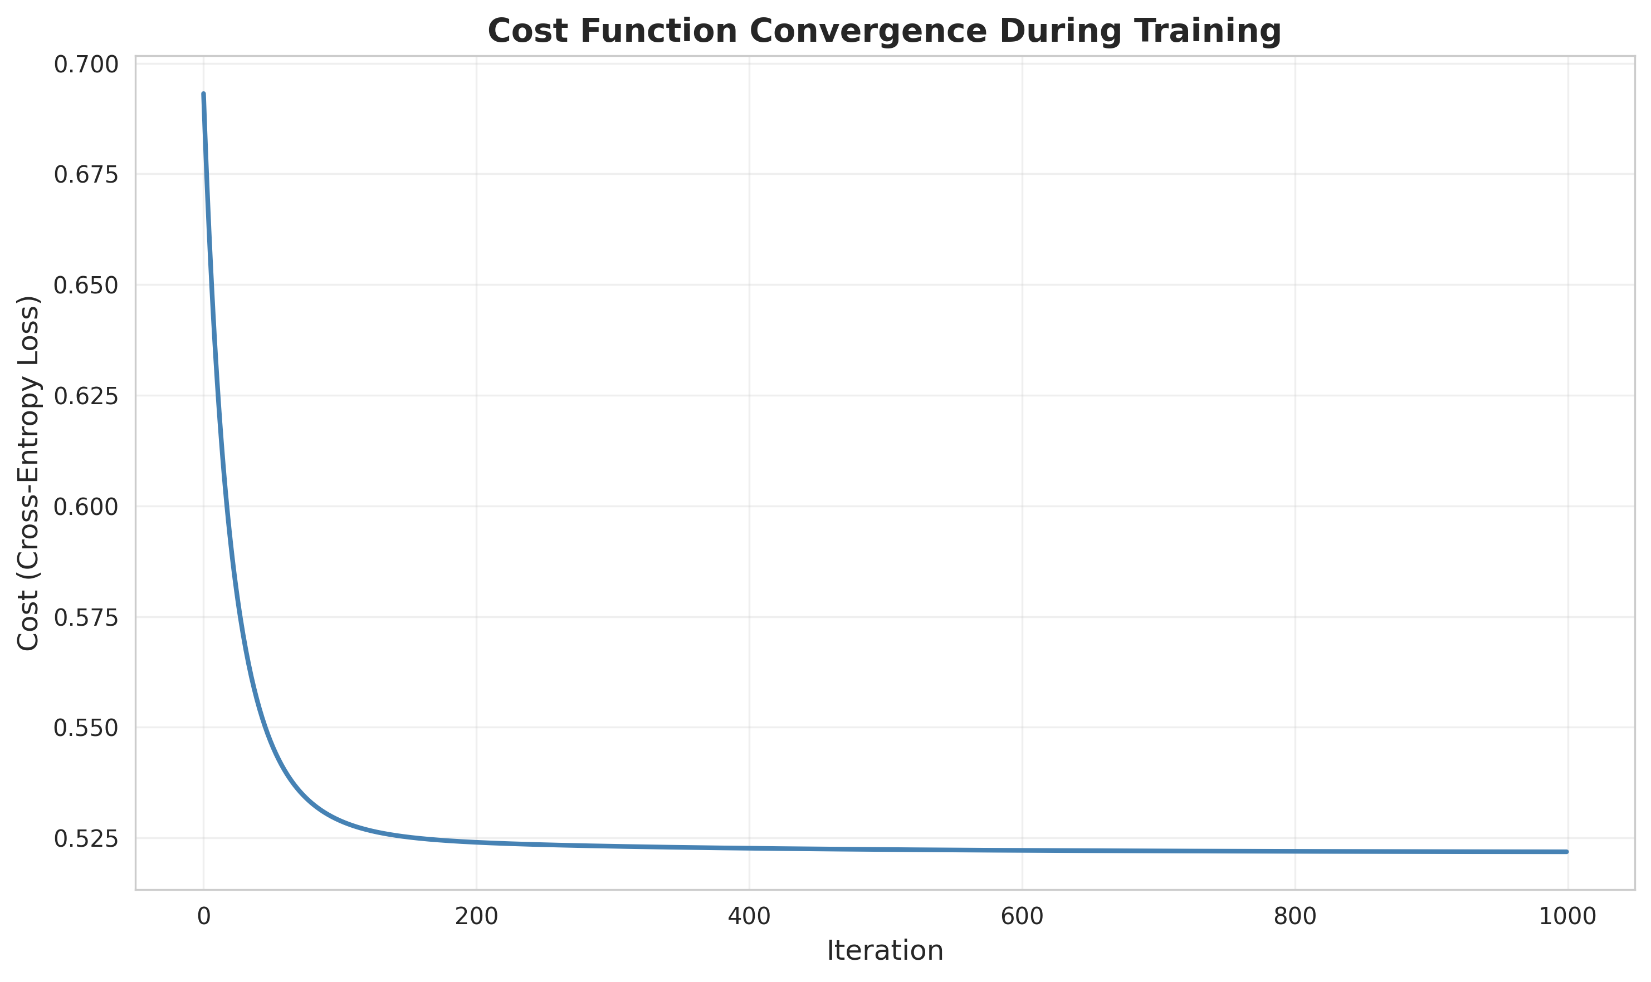 Cost Function Convergence During Training
Cost (Cross-Entropy Loss)
0.700
0.675
0.650
0.625
0.600
0.575
0.550
0.525
0 200 400 600 800 1000
Iteration